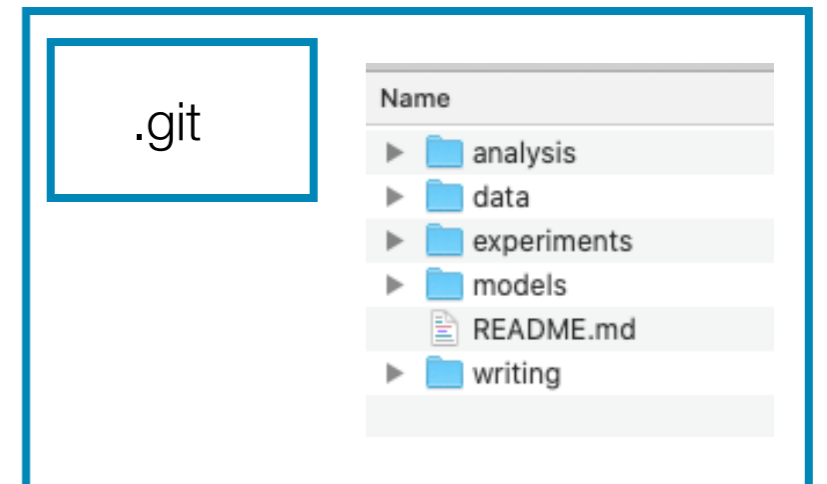 .git
Name
analysis
data
experiments
models
README.md
writing